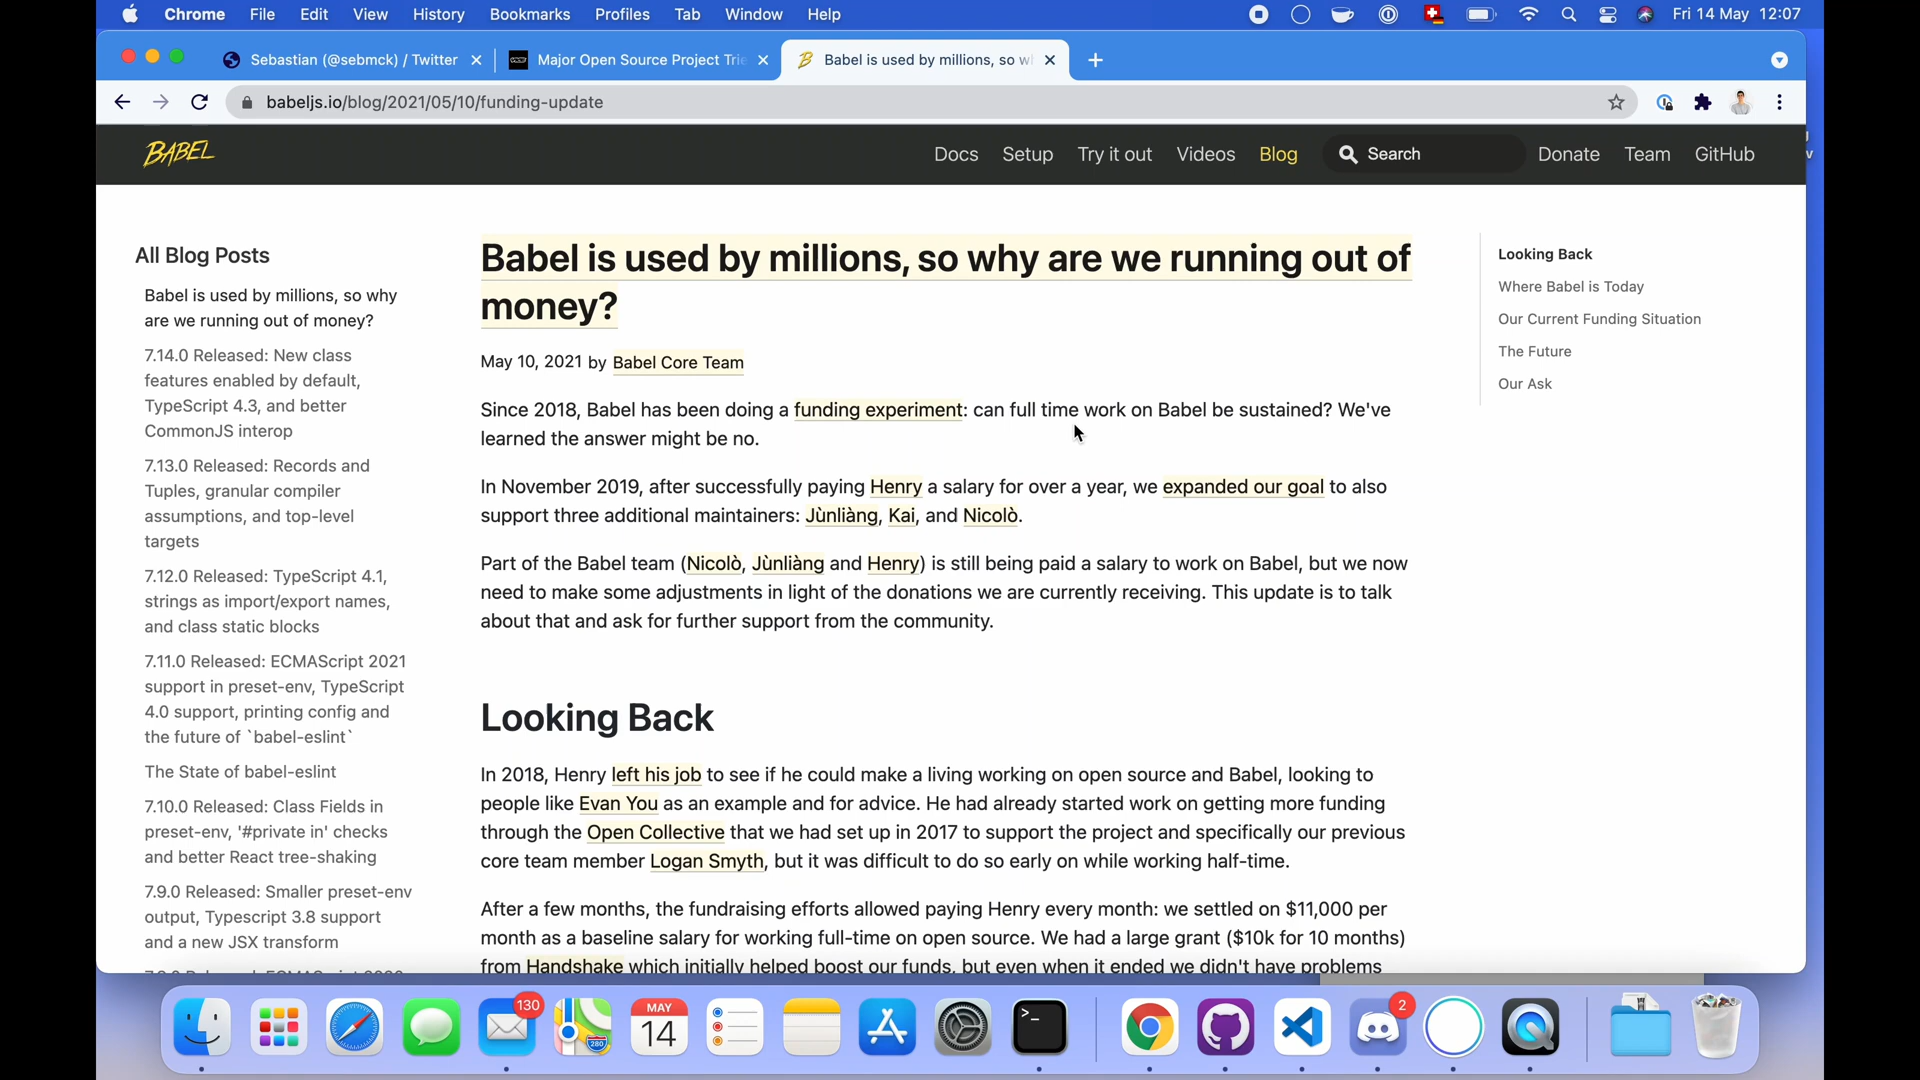 Chrome File Edit View History Bookmarks Profiles Tab Window Help Fri 14 May 12:07
Sebastian (@sebmck) / Twitter Major Open Source Project Trie Babel is used by millions, so w
babeljs.io/blog/2021/05/10/funding-update
BABEL Docs Setup Try it out Videos Blog Search Donate Team GitHub
All Blog Posts
Babel is used by millions, so why
are we running out of money?
7.14.0 Released: New class
features enabled by default,
TypeScript 4.3, and better
CommonJS interop
7.13.0 Released: Records and
Tuples, granular compiler
assumptions, and top-level
targets
7.12.0 Released: TypeScript 4.1,
strings as import/export names,
and class static blocks
7.11.0 Released: ECMAScript 2021
support in preset-env, TypeScript
4.0 support, printing config and
the future of `babel-eslint`
The State of babel-eslint
7.10.0 Released: Class Fields in
preset-env, '#private in' checks
and better React tree-shaking
7.9.0 Released: Smaller preset-env
output, Typescript 3.8 support
and a new JSX transform
Babel is used by millions, so why are we running out of
money?
May 10, 2021 by Babel Core Team
Since 2018, Babel has been doing a funding experiment: can full time work on Babel be sustained? We've
learned the answer might be no.
In November 2019, after successfully paying Henry a salary for over a year, we expanded our goal to also
support three additional maintainers: Jùnliàng, Kai, and Nicolò.
Part of the Babel team (Nicolò, Jùnliàng and Henry) is still being paid a salary to work on Babel, but we now
need to make some adjustments in light of the donations we are currently receiving. This update is to talk
about that and ask for further support from the community.
Looking Back
In 2018, Henry left his job to see if he could make a living working on open source and Babel, looking to
people like Evan You as an example and for advice. He had already started work on getting more funding
through the Open Collective that we had set up in 2017 to support the project and specifically our previous
core team member Logan Smyth, but it was difficult to do so early on while working half-time.
After a few months, the fundraising efforts allowed paying Henry every month: we settled on $11,000 per
month as a baseline salary for working full-time on open source. We had a large grant ($10k for 10 months)
from Handshake which initially helped boost our funds, but even when it ended we didn't have problems
Looking Back
Where Babel is Today
Our Current Funding Situation
The Future
Our Ask
130
MAY
14
280
2